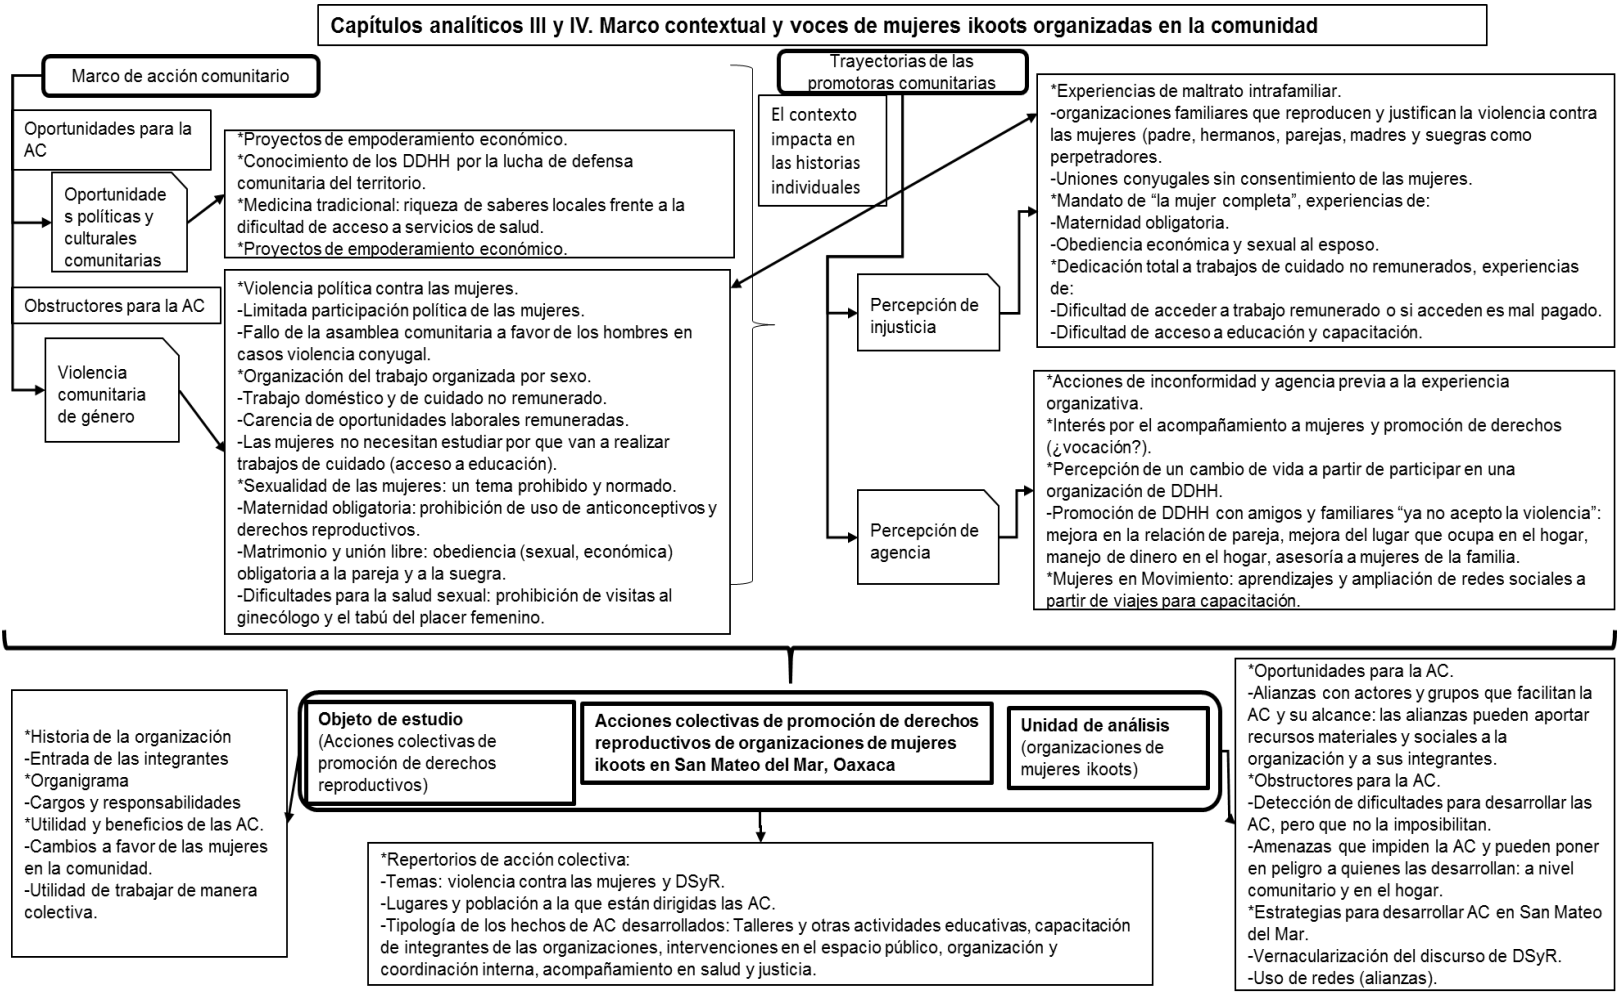 Capítulos analíticos III y IV. Marco contextual y voces de mujeres ikoots organizadas en la comunidad
Marco de acción comunitario
Oportunidades para la
AC
Oportunidade
s políticas y
culturales
comunitarias
*Proyectos de empoderamiento económico.
*Conocimiento de los DDHH por la lucha de defensa
comunitaria del territorio.
*Medicina tradicional: riqueza de saberes locales frente a la
dificultad de acceso a servicios de salud.
*Proyectos de empoderamiento económico.
Obstructores para la AC
Violencia
comunitaria
de género
*Violencia política contra las mujeres.
-Limitada participación política de las mujeres.
-Fallo de la asamblea comunitaria a favor de los hombres en
casos violencia conyugal.
*Organización del trabajo organizada por sexo.
-Trabajo doméstico y de cuidado no remunerado.
-Carencia de oportunidades laborales remuneradas.
-Las mujeres no necesitan estudiar por que van a realizar
trabajos de cuidado (acceso a educación).
*Sexualidad de las mujeres: un tema prohibido y normado.
-Maternidad obligatoria: prohibición de uso de anticonceptivos y
derechos reproductivos.
-Matrimonio y unión libre: obediencia (sexual, económica)
obligatoria a la pareja y a la suegra.
-Dificultades para la salud sexual: prohibición de visitas al
ginecólogo y el tabú del placer femenino.
Trayectorias de las
promotoras comunitarias
El contexto
impacta en
las historias
individuales
Percepción de
injusticia
*Experiencias de maltrato intrafamiliar.
-organizaciones familiares que reproducen y justifican la violencia contra
las mujeres (padre, hermanos, parejas, madres y suegras como
perpetradores.
-Uniones conyugales sin consentimiento de las mujeres.
*Mandato de “la mujer completa”, experiencias de:
-Maternidad obligatoria.
-Obediencia económica y sexual al esposo.
*Dedicación total a trabajos de cuidado no remunerados, experiencias
de:
-Dificultad de acceder a trabajo remunerado o si acceden es mal pagado.
-Dificultad de acceso a educación y capacitación.
Percepción de
agencia
*Acciones de inconformidad y agencia previa a la experiencia
organizativa.
*Interés por el acompañamiento a mujeres y promoción de derechos
(¿vocación?).
*Percepción de un cambio de vida a partir de participar en una
organización de DDHH.
-Promoción de DDHH con amigos y familiares “ya no acepto la violencia”:
mejora en la relación de pareja, mejora del lugar que ocupa en el hogar,
manejo de dinero en el hogar, asesoría a mujeres de la familia.
*Mujeres en Movimiento: aprendizajes y ampliación de redes sociales a
partir de viajes para capacitación.
*Historia de la organización
-Entrada de las integrantes
*Organigrama
-Cargos y responsabilidades
*Utilidad y beneficios de las AC.
-Cambios a favor de las mujeres
en la comunidad.
-Utilidad de trabajar de manera
colectiva.
Objeto de estudio
(Acciones colectivas de
promoción de derechos
reproductivos)
Acciones colectivas de promoción de derechos
reproductivos de organizaciones de mujeres
ikoots en San Mateo del Mar, Oaxaca
Unidad de análisis
(organizaciones de
mujeres ikoots)
*Repertorios de acción colectiva:
-Temas: violencia contra las mujeres y DSyR.
-Lugares y población a la que están dirigidas las AC.
-Tipología de los hechos de AC desarrollados: Talleres y otras actividades educativas, capacitación
de integrantes de las organizaciones, intervenciones en el espacio público, organización y
coordinación interna, acompañamiento en salud y justicia.
*Oportunidades para la AC.
-Alianzas con actores y grupos que facilitan la
AC y su alcance: las alianzas pueden aportar
recursos materiales y sociales a la
organización y a sus integrantes.
*Obstructores para la AC.
-Detección de dificultades para desarrollar las
AC, pero que no la imposibilitan.
-Amenazas que impiden la AC y pueden poner
en peligro a quienes las desarrollan: a nivel
comunitario y en el hogar.
*Estrategias para desarrollar AC en San Mateo
del Mar.
-Vernacularización del discurso de DSyR.
-Uso de redes (alianzas).